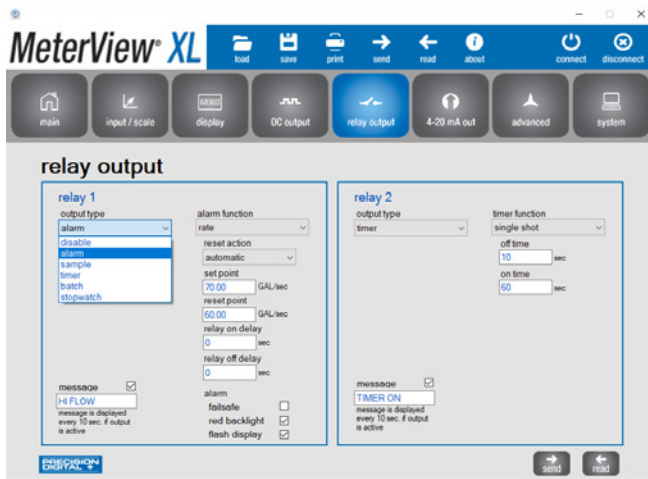 MeterView® XL
load
save
print
send
read
about
connect
disconnect
main
input / scale
display
OC output
relay output
4-20 mA out
advanced
system
relay output
relay 1
output type
alarm
disable
alarm
sample
timer
batch
stopwatch
alarm function
rate
reset action
automatic
set point
70.00 GAL/sec
reset point
60.00 GAL/sec
relay on delay
0 sec
relay off delay
0 sec
message
HI FLOW
message is displayed
every 10 sec. if output
is active
alarm
failsafe
red backlight
flash display
relay 2
output type
timer
timer function
single shot
off time
10 sec
on time
60 sec
message
TIMER ON
message is displayed
every 10 sec. if output
is active
PRECISION
DIGITAL
send
read